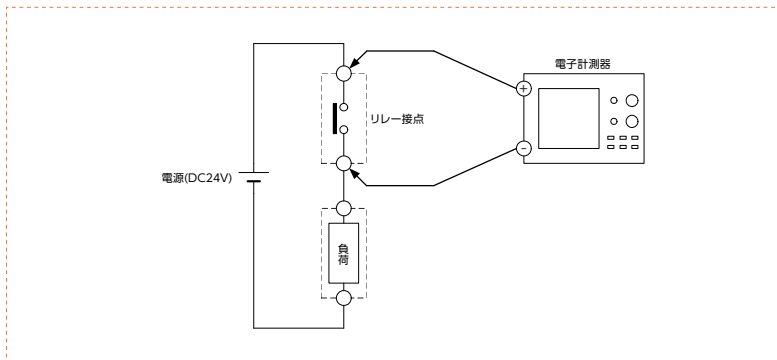 電子計測器
+
リレー接点
-
電源(DC24V)
負荷